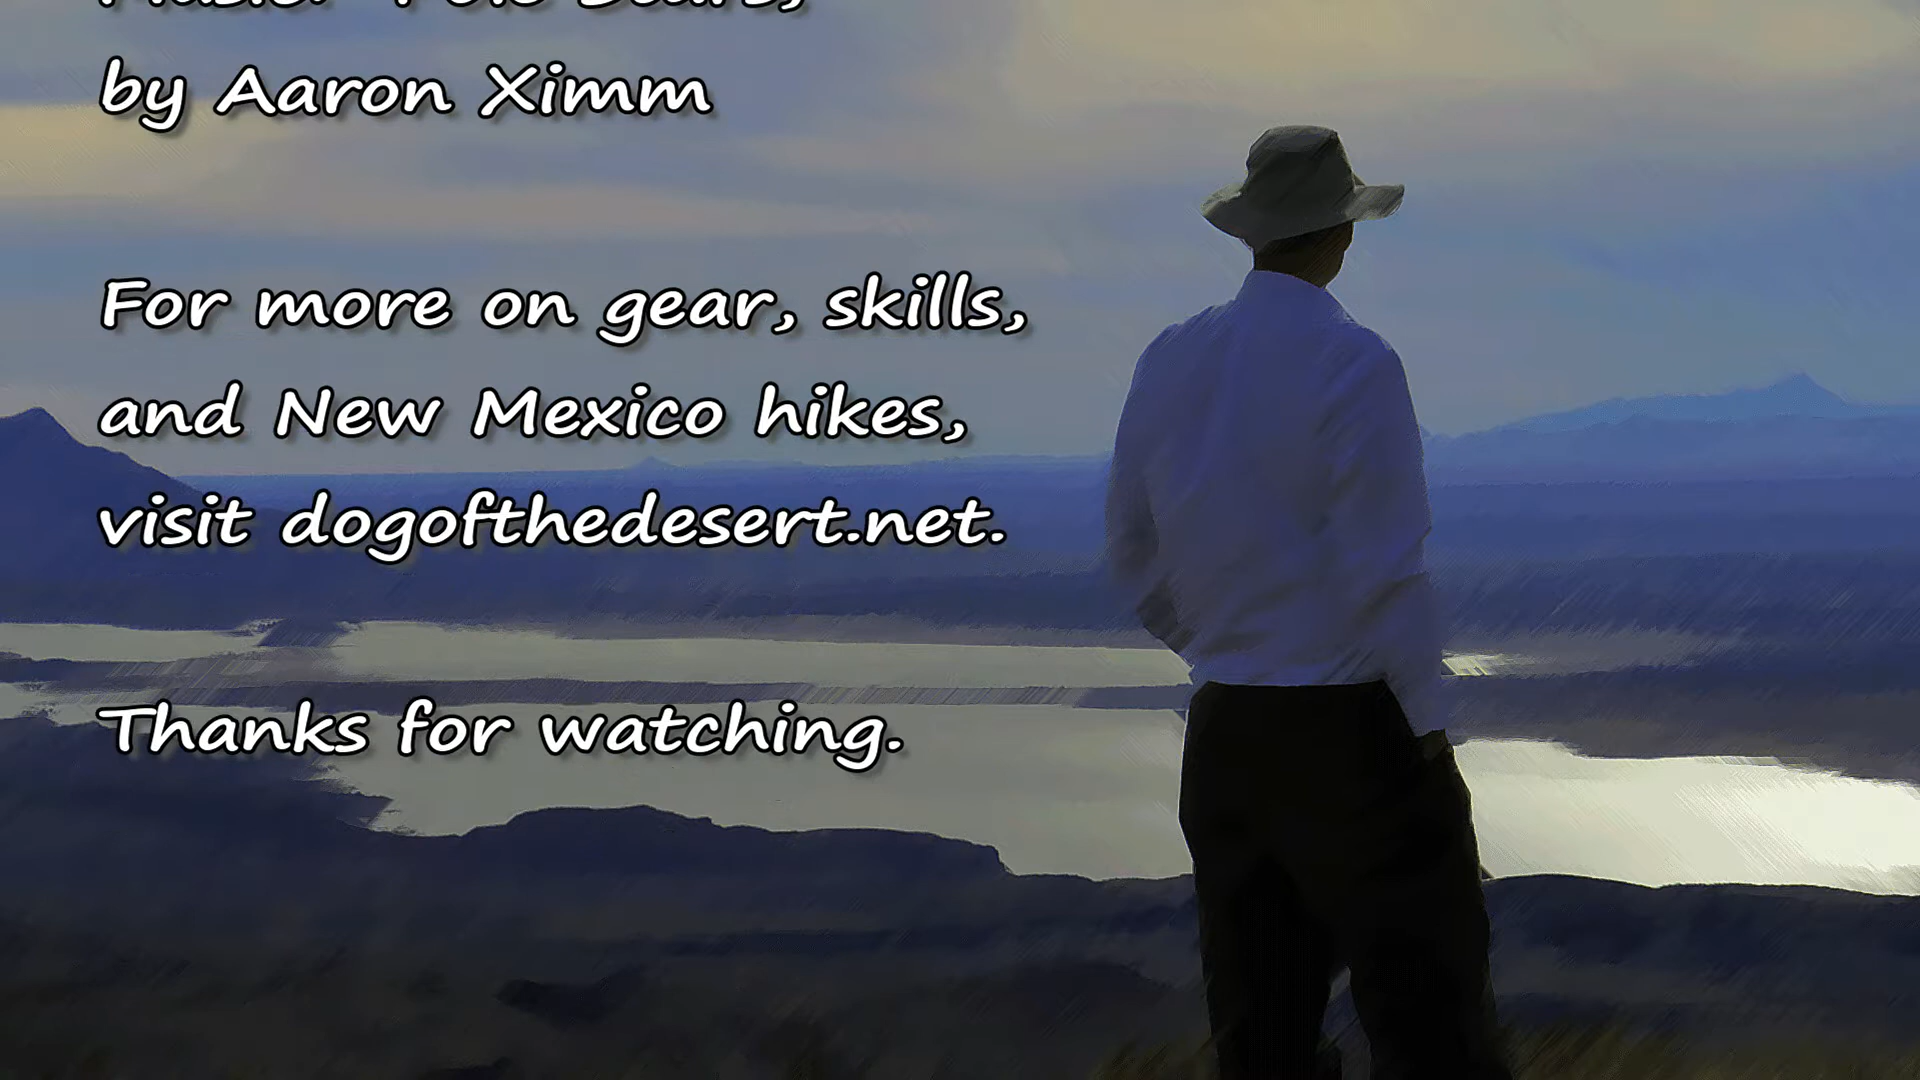 by Aaron Ximm
For more on gear, skills,
and New Mexico hikes,
visit dogofthedesert.net.
Thanks for watching.